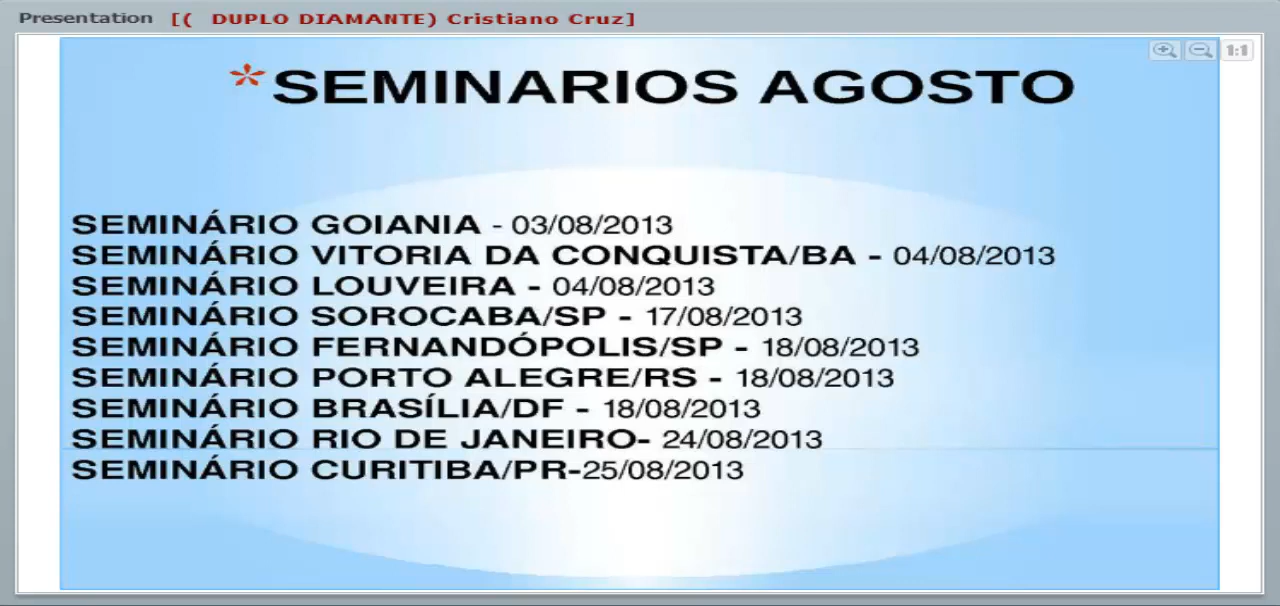 Presentation [( DUPLO DIAMANTE) Cristiano Cruz]
1:1
*SEMINARIOS AGOSTO
SEMINÁRIO GOIANIA - 03/08/2013
SEMINÁRIO VITORIA DA CONQUISTA/BA - 04/08/2013
SEMINÁRIO LOUVEIRA - 04/08/2013
SEMINÁRIO SOROCABA/SP - 17/08/2013
SEMINÁRIO FERNANDÓPOLIS/SP - 18/08/2013
SEMINÁRIO PORTO ALEGRE/RS - 18/08/2013
SEMINÁRIO BRASÍLIA/DF - 18/08/2013
SEMINÁRIO RIO DE JANEIRO- 24/08/2013
SEMINÁRIO CURITIBA/PR-25/08/2013